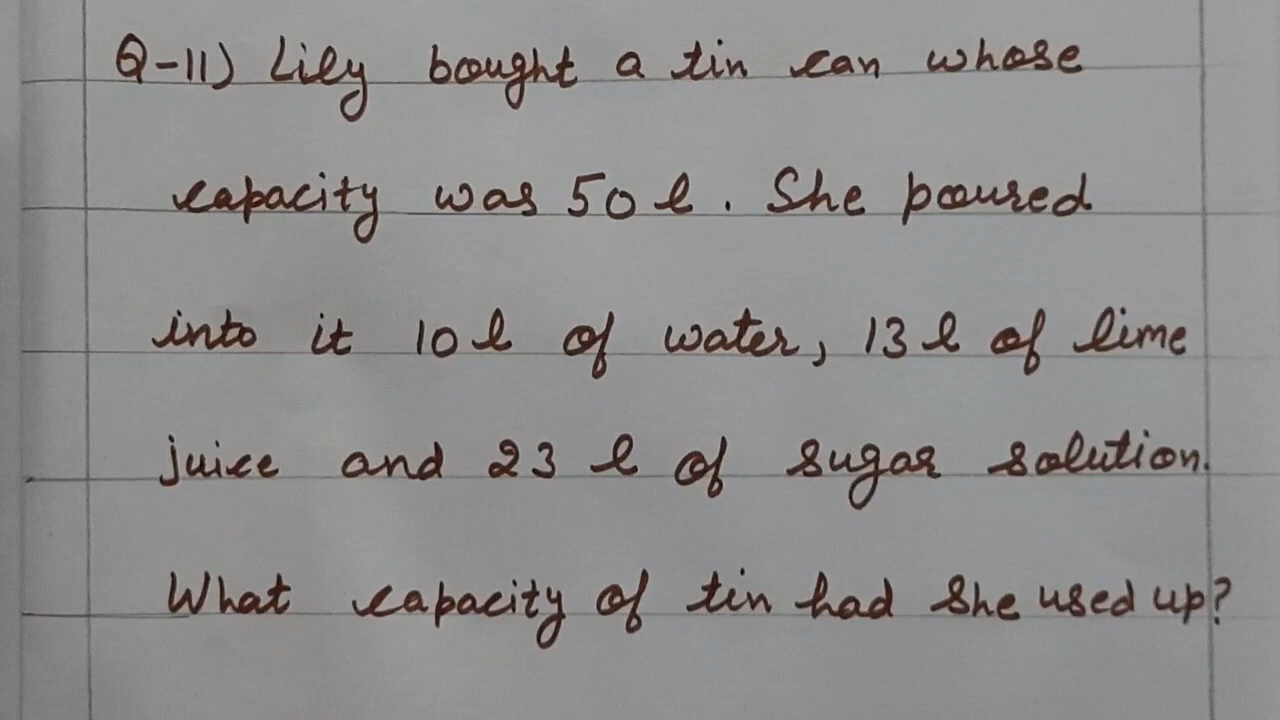 Q-11) Lily bought a tin can whose
capacity was 50 l. She poured
into it 10 l of water, 13 l of lime
juice and 23 l of sugar solution.
What capacity of tin had she used up?